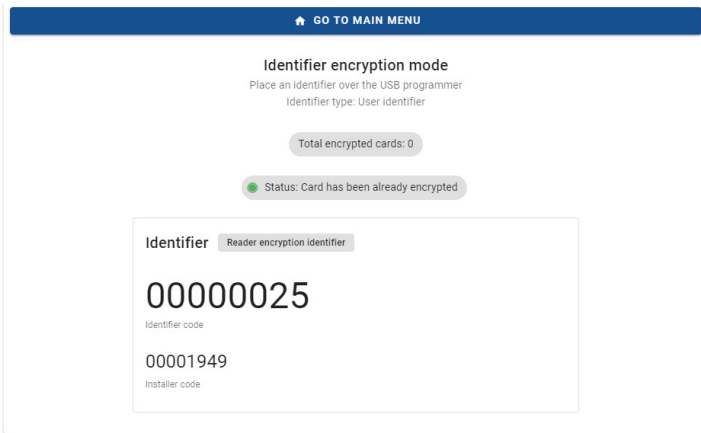 GO TO MAIN MENU
Identifier encryption mode
Place an identifier over the USB programmer
Identifier type: User identifier
Total encrypted cards: 0
Status: Card has been already encrypted
Identifier Reader encryption identifier
00000025
Identifier code
00001949
Installer code